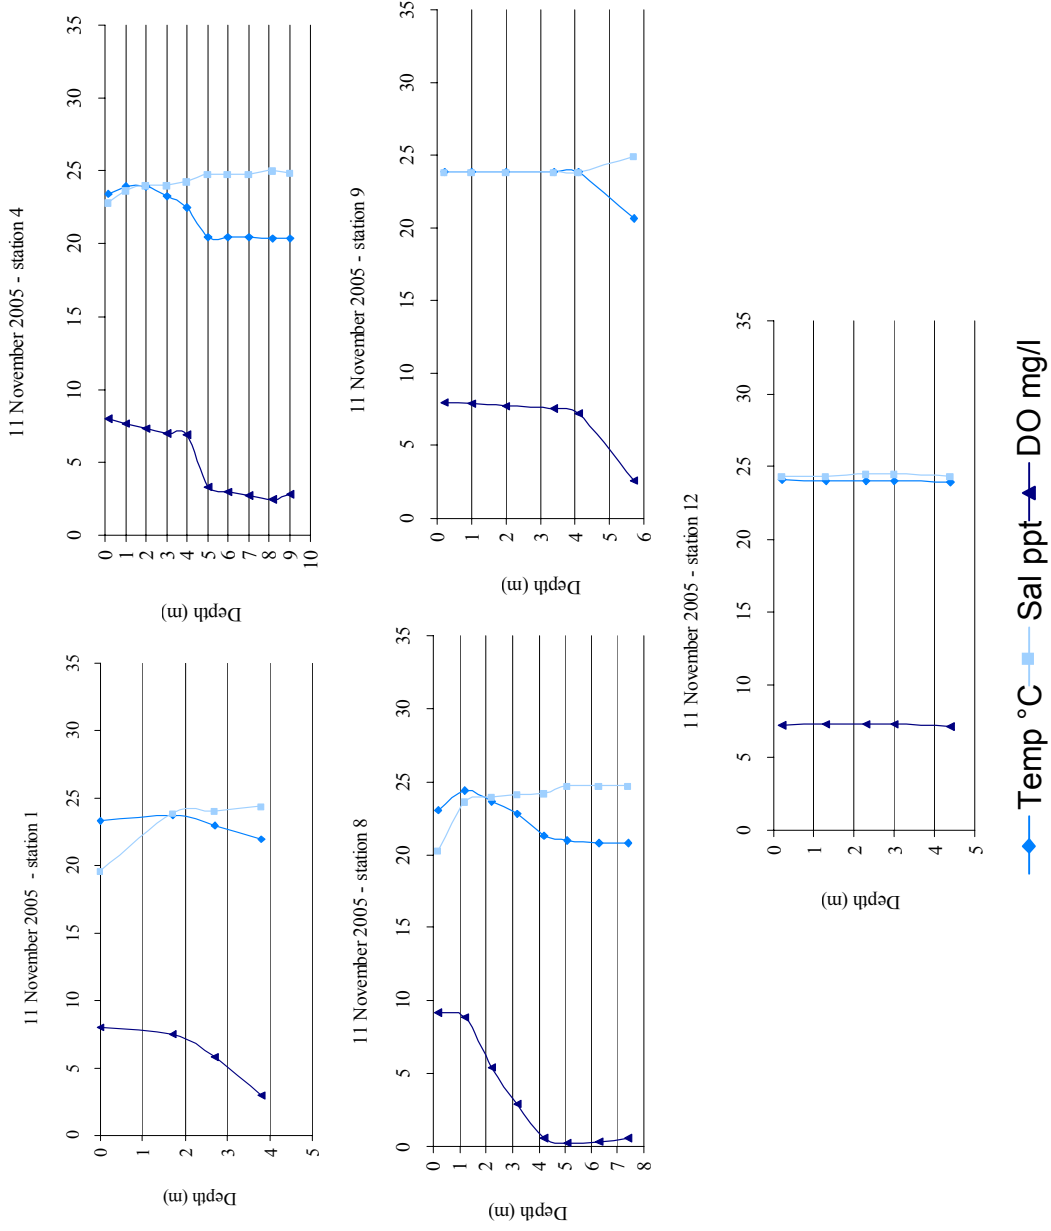 11 November 2005 - station 1
0 5 10 15 20 25 30 35
0
1
2
3
4
5
Depth (m)
11 November 2005 - station 4
0 5 10 15 20 25 30 35
0
1
2
3
4
5
6
7
8
9
10
Depth (m)
11 November 2005 - station 8
0 5 10 15 20 25 30 35
0
1
2
3
4
5
6
7
8
Depth (m)
11 November 2005 - station 9
0 5 10 15 20 25 30 35
0
1
2
3
4
5
6
Depth (m)
11 November 2005 - station 12
0 5 10 15 20 25 30 35
0
1
2
3
4
5
Depth (m)
Temp °C Sal ppt DO mg/l